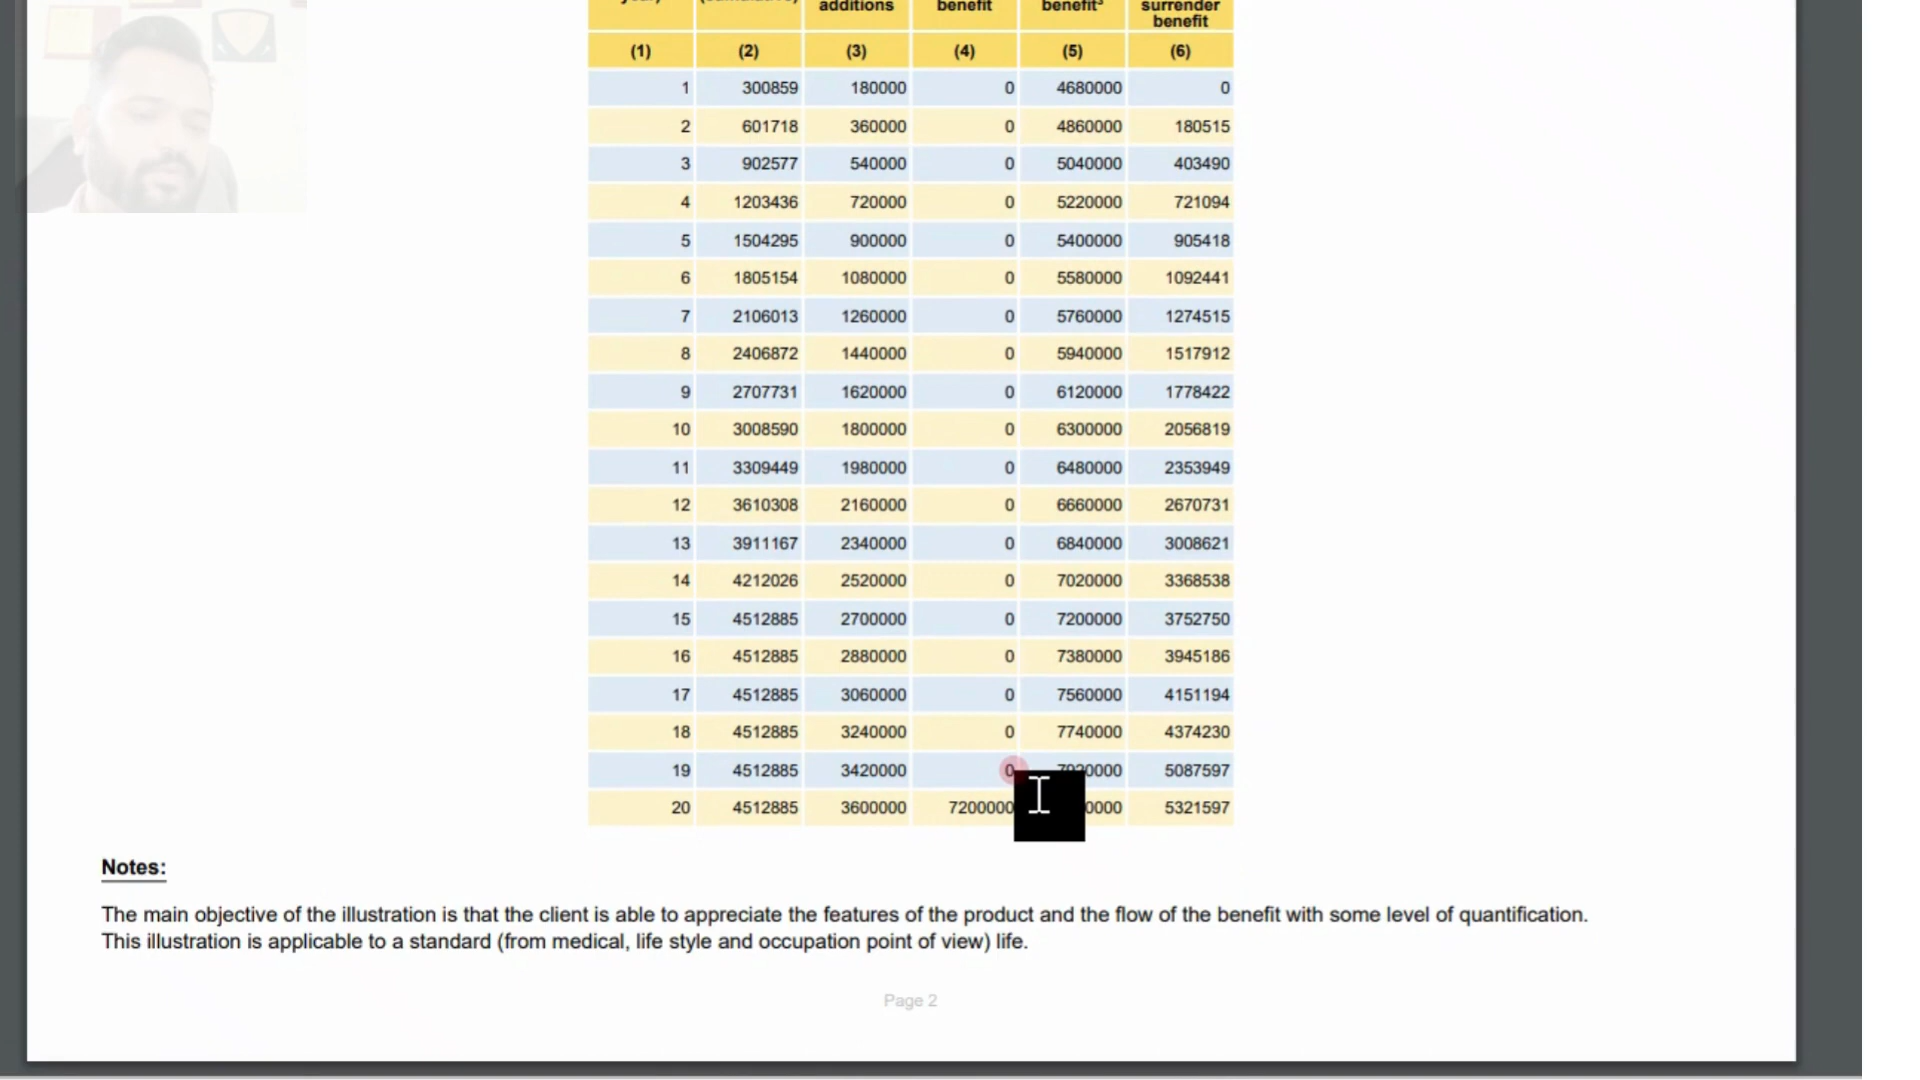 additions benefit benefit³ surrender
benefit
(1) (2) (3) (4) (5) (6)
1 300859 180000 0 4680000 0
2 601718 360000 0 4860000 180515
3 902577 540000 0 5040000 403490
4 1203436 720000 0 5220000 721094
5 1504295 900000 0 5400000 905418
6 1805154 1080000 0 5580000 1092441
7 2106013 1260000 0 5760000 1274515
8 2406872 1440000 0 5940000 1517912
9 2707731 1620000 0 6120000 1778422
10 3008590 1800000 0 6300000 2056819
11 3309449 1980000 0 6480000 2353949
12 3610308 2160000 0 6660000 2670731
13 3911167 2340000 0 6840000 3008621
14 4212026 2520000 0 7020000 3368538
15 4512885 2700000 0 7200000 3752750
16 4512885 2880000 0 7380000 3945186
17 4512885 3060000 0 7560000 4151194
18 4512885 3240000 0 7740000 4374230
19 4512885 3420000 0 5087597
20 4512885 3600000 7200000 5321597
Notes:
The main objective of the illustration is that the client is able to appreciate the features of the product and the flow of the benefit with some level of quantification.
This illustration is applicable to a standard (from medical, life style and occupation point of view) life.
Page 2